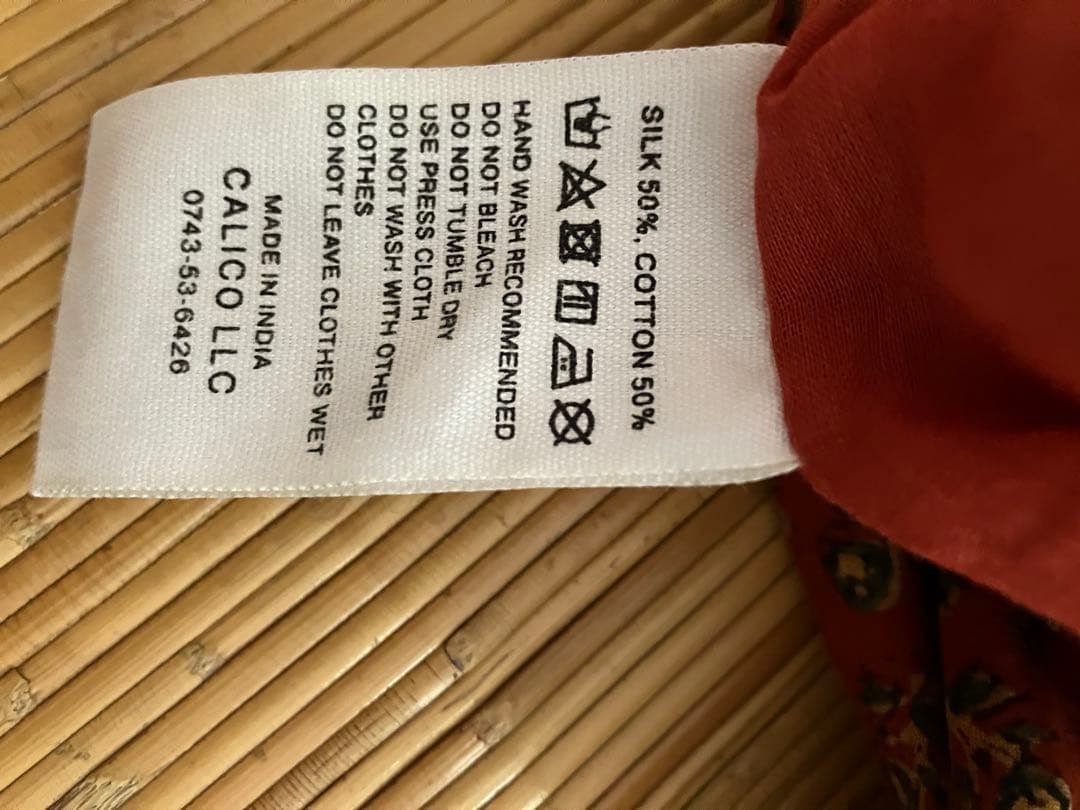 SILK 50%, COTTON 50%
HAND WASH RECOMMENDED
DO NOT BLEACH
DO NOT TUMBLE DRY
USE PRESS CLOTH
DO NOT WASH WITH OTHER
CLOTHES
DO NOT LEAVE CLOTHES WET
MADE IN INDIA
CALICO LLC
0743-53-6426